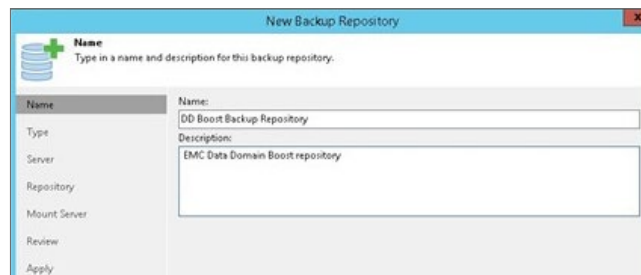 New Backup Repository
x
Name
Type in a name and description for this backup repository.
Name
Type
Server
Repository
Mount Server
Review
Apply
Name:
DD Boost Backup Repository
Description:
EMC Data Domain Boost repository